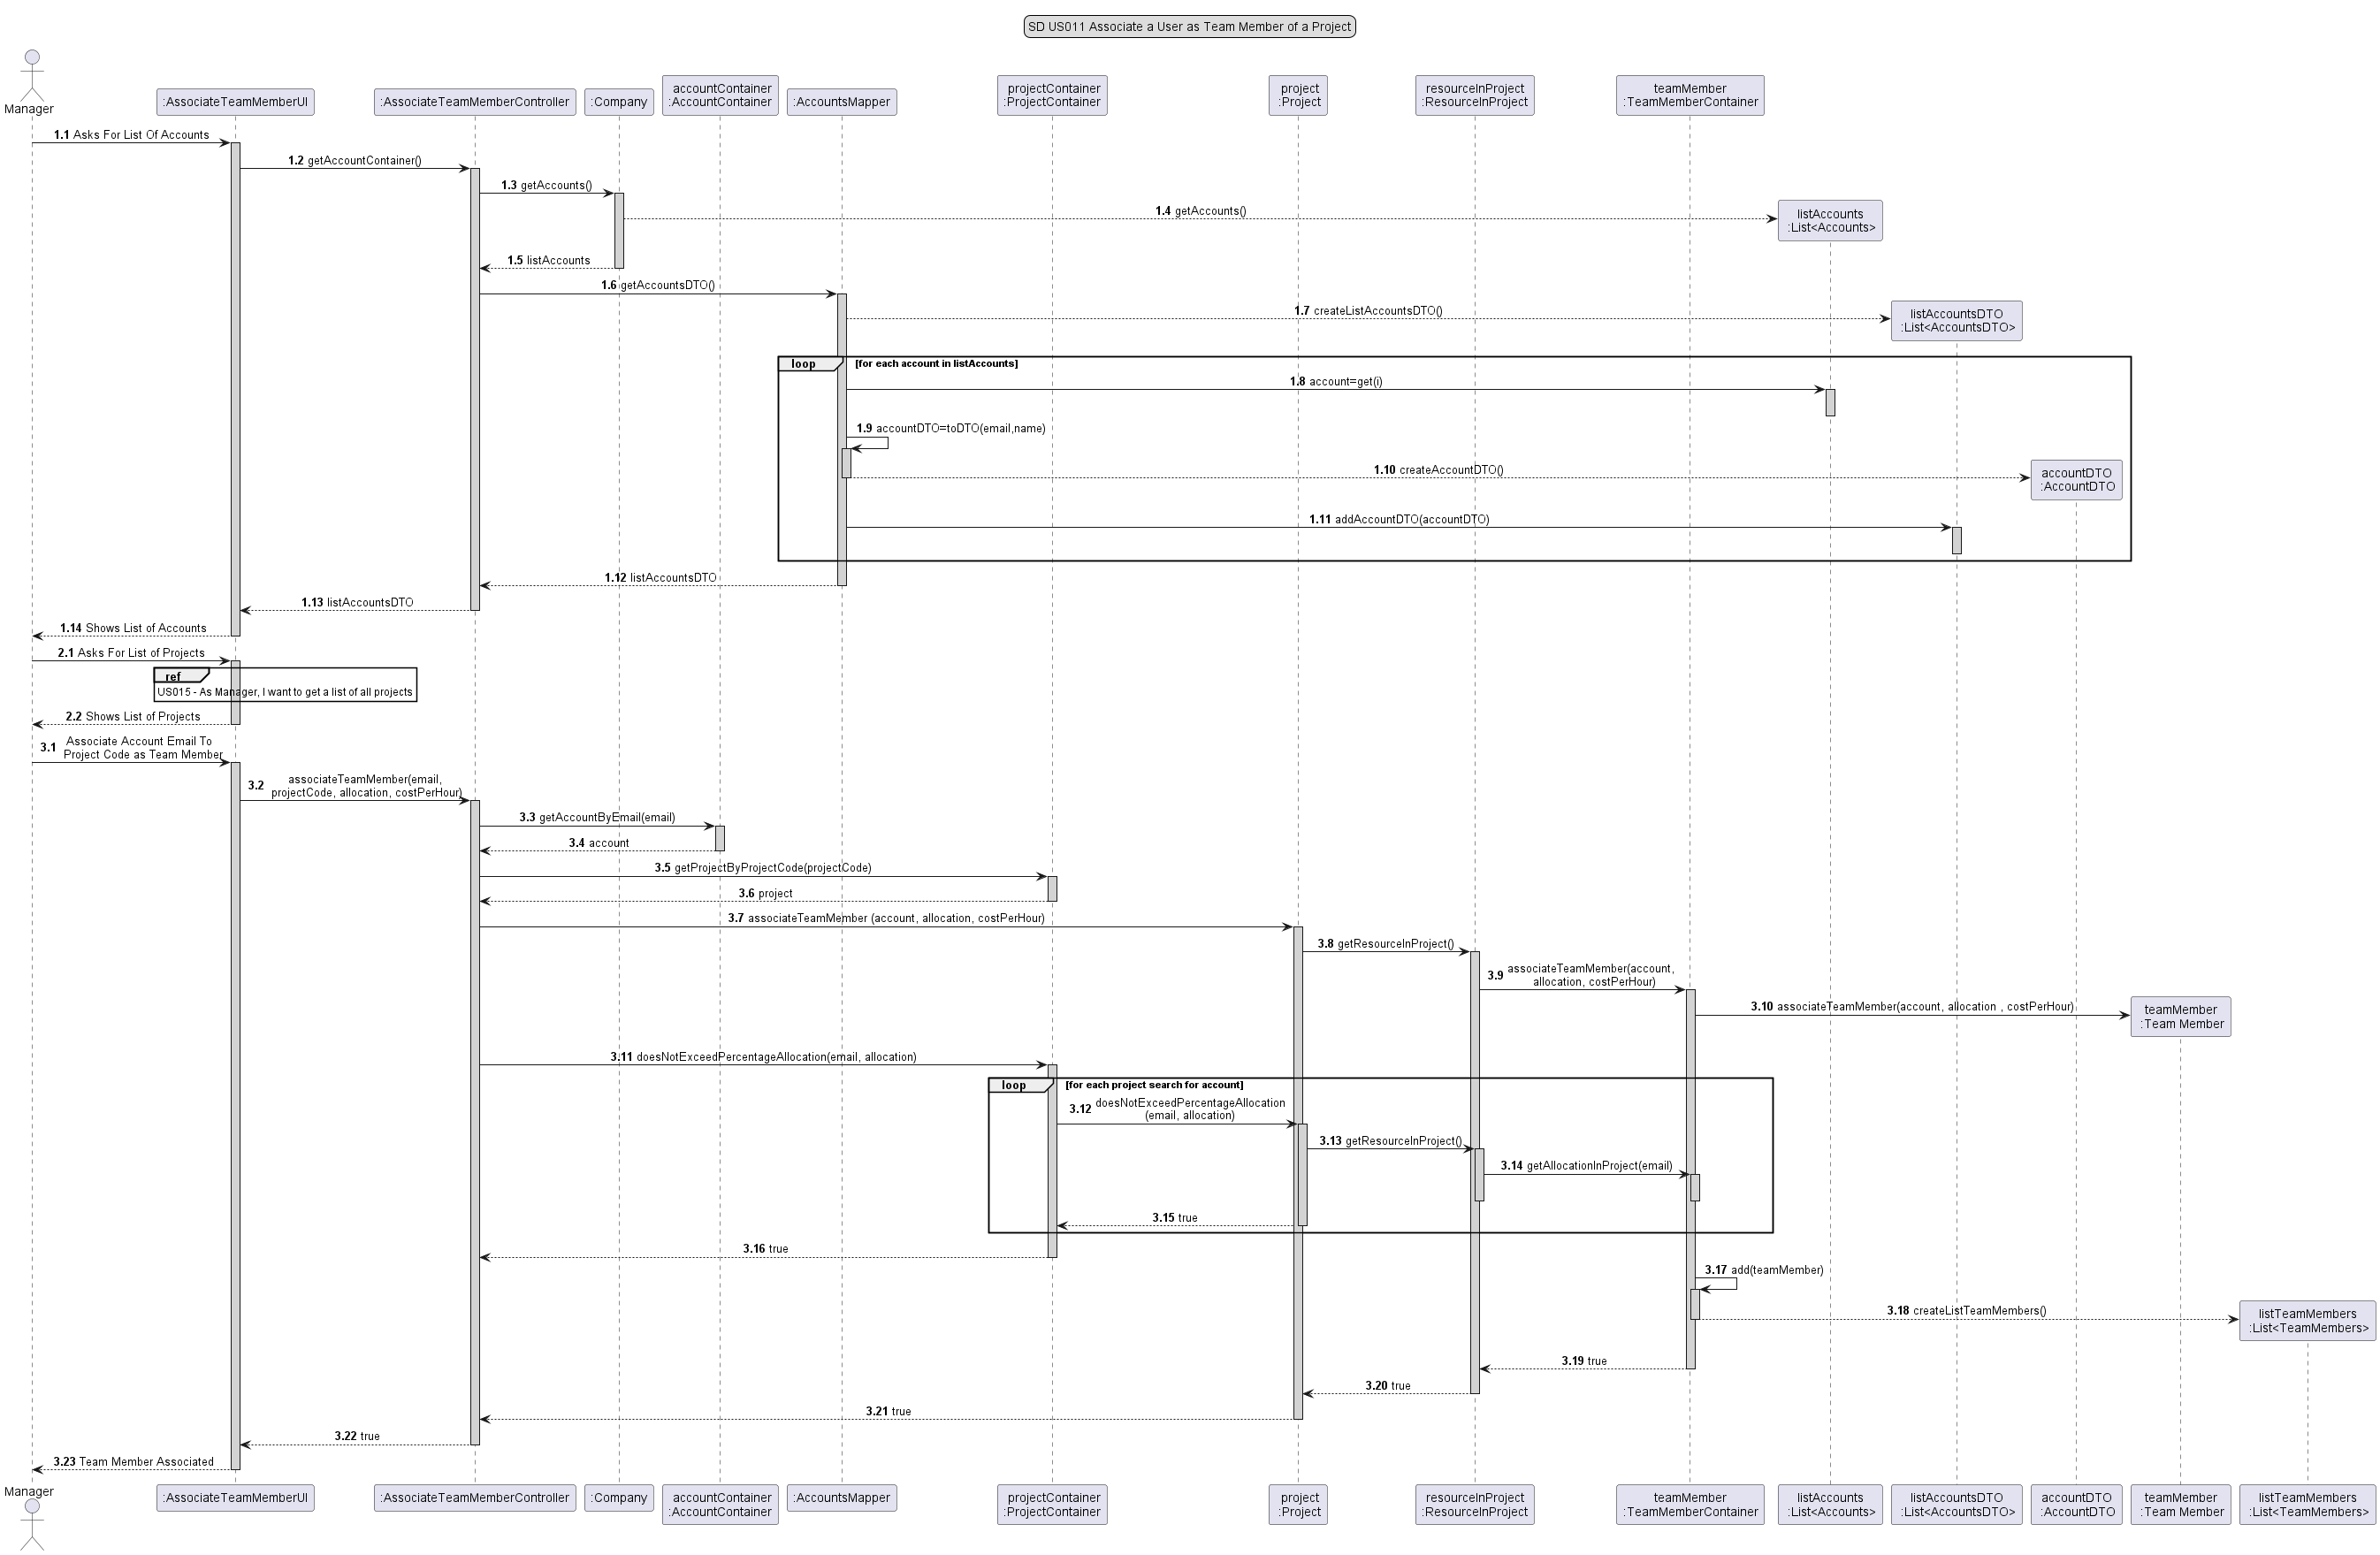 SD US011 Associate a User as Team Member of a Project
Manager
:AssociateTeamMemberUI
:AssociateTeamMemberController
:Company
accountContainer
:AccountContainer
:AccountsMapper
projectContainer
:ProjectContainer
project
:Project
resourceInProject
:ResourceInProject
teamMember
:TeamMemberContainer
1.1 Asks For List Of Accounts
1.2 getAccountContainer()
1.3 getAccounts()
1.4 getAccounts()
listAccounts
:List<Accounts>
1.5 listAccounts
1.6 getAccountsDTO()
1.7 createListAccountsDTO()
listAccountsDTO
:List<AccountsDTO>
loop [for each account in listAccounts]
1.8 account=get(i)
1.9 accountDTO=toDTO(email,name)
1.10 createAccountDTO()
accountDTO
:AccountDTO
1.11 addAccountDTO(accountDTO)
1.12 listAccountsDTO
1.13 listAccountsDTO
1.14 Shows List of Accounts
2.1 Asks For List of Projects
ref
US015 - As Manager, I want to get a list of all projects
2.2 Shows List of Projects
3.1 Associate Account Email To
Project Code as Team Member
3.2 associateTeamMember(email,
projectCode, allocation, costPerHour)
3.3 getAccountByEmail(email)
3.4 account
3.5 getProjectByProjectCode(projectCode)
3.6 project
3.7 associateTeamMember (account, allocation, costPerHour)
3.8 getResourceInProject()
3.9 associateTeamMember(account,
allocation, costPerHour)
3.10 associateTeamMember(account, allocation , costPerHour)
teamMember
:Team Member
3.11 doesNotExceedPercentageAllocation(email, allocation)
loop [for each project search for account]
3.12 doesNotExceedPercentageAllocation
(email, allocation)
3.13 getResourceInProject()
3.14 getAllocationInProject(email)
3.15 true
3.16 true
3.17 add(teamMember)
3.18 createListTeamMembers()
listTeamMembers
:List<TeamMembers>
3.19 true
3.20 true
3.21 true
3.22 true
3.23 Team Member Associated
Manager
:AssociateTeamMemberUI
:AssociateTeamMemberController
:Company
accountContainer
:AccountContainer
:AccountsMapper
projectContainer
:ProjectContainer
project
:Project
resourceInProject
:ResourceInProject
teamMember
:TeamMemberContainer
listAccounts
:List<Accounts>
listAccountsDTO
:List<AccountsDTO>
accountDTO
:AccountDTO
teamMember
:Team Member
listTeamMembers
:List<TeamMembers>